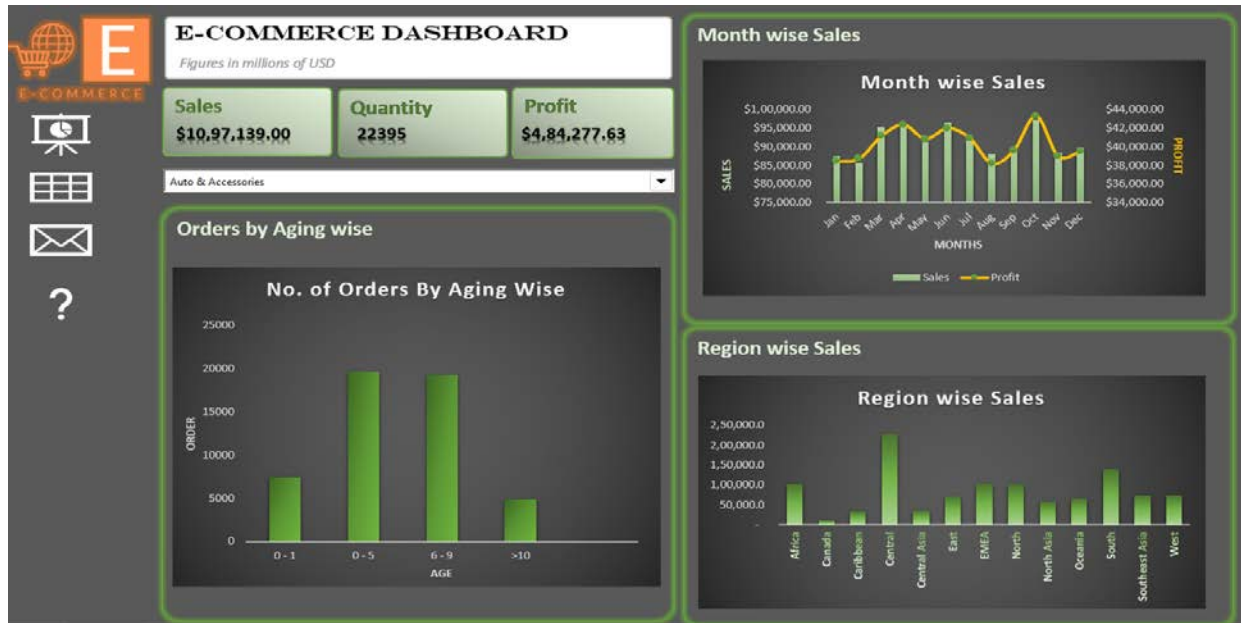 E
E-COMMERCE
E-COMMERCE DASHBOARD
Figures in millions of USD
Sales
$10,97,139.00
Quantity
22395
Profit
$4,84,277.63
Auto & Accessories
?
Orders by Aging wise
No. of Orders By Aging Wise
25000
20000
15000
10000
5000
0
ORDER
0 - 1
0 - 5
6 - 9
>10
AGE
Month wise Sales
Month wise Sales
$1,00,000.00
$95,000.00
$90,000.00
$85,000.00
$80,000.00
$75,000.00
SALES
$44,000.00
$42,000.00
$40,000.00
$38,000.00
$36,000.00
$34,000.00
PROFIT
Jan
Feb
Mar
Apr
May
Jun
Jul
Aug
Sep
Oct
Nov
Dec
MONTHS
Sales
Profit
Region wise Sales
Region wise Sales
2,50,000.0
2,00,000.0
1,50,000.0
1,00,000.0
50,000.0
-
Africa
Canada
Caribbean
Central
Central Asia
East
EMEA
North
North Asia
Oceania
South
Southeast Asia
West